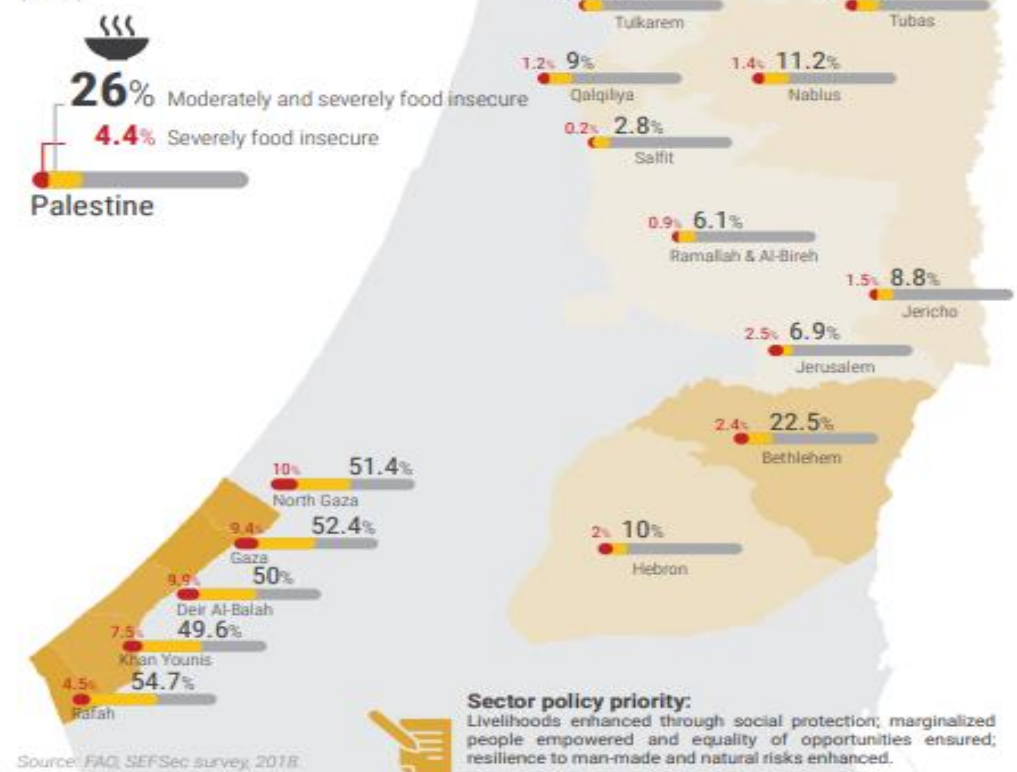 Tulkarem
Tubas
1.2% 9%
Qalqiliya
1.4% 11.2%
Nablus
26% Moderately and severely food insecure
4.4% Severely food insecure
Palestine
0.2% 2.8%
Salfit
0.9% 6.1%
Ramallah & Al-Bireh
1.5% 8.8%
Jericho
2.5% 6.9%
Jerusalem
2.4% 22.5%
Bethlehem
10% 51.4%
North Gaza
9.4% 52.4%
Gaza
2% 10%
Hebron
9.9% 50%
Deir Al-Balah
7.5% 49.6%
Khan Younis
4.5% 54.7%
Rafah
Sector policy priority:
Livelihoods enhanced through social protection; marginalized
people empowered and equality of opportunities ensured;
resilience to man-made and natural risks enhanced.
Source: FAO, SEFSec survey, 2018.